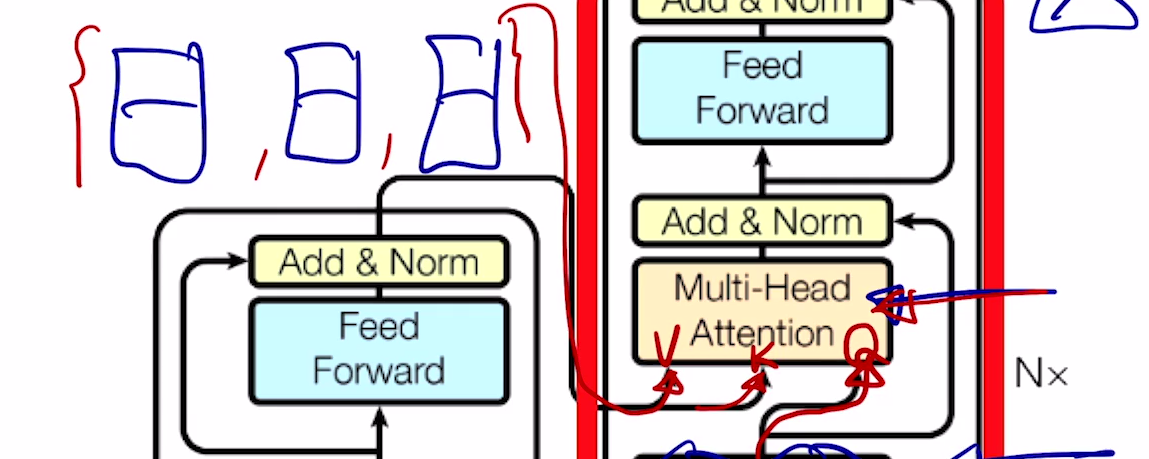 Add & Norm
Feed
Forward
Add & Norm
Multi-Head
Attention
V K Q
Nx
Add & Norm
Feed
Forward